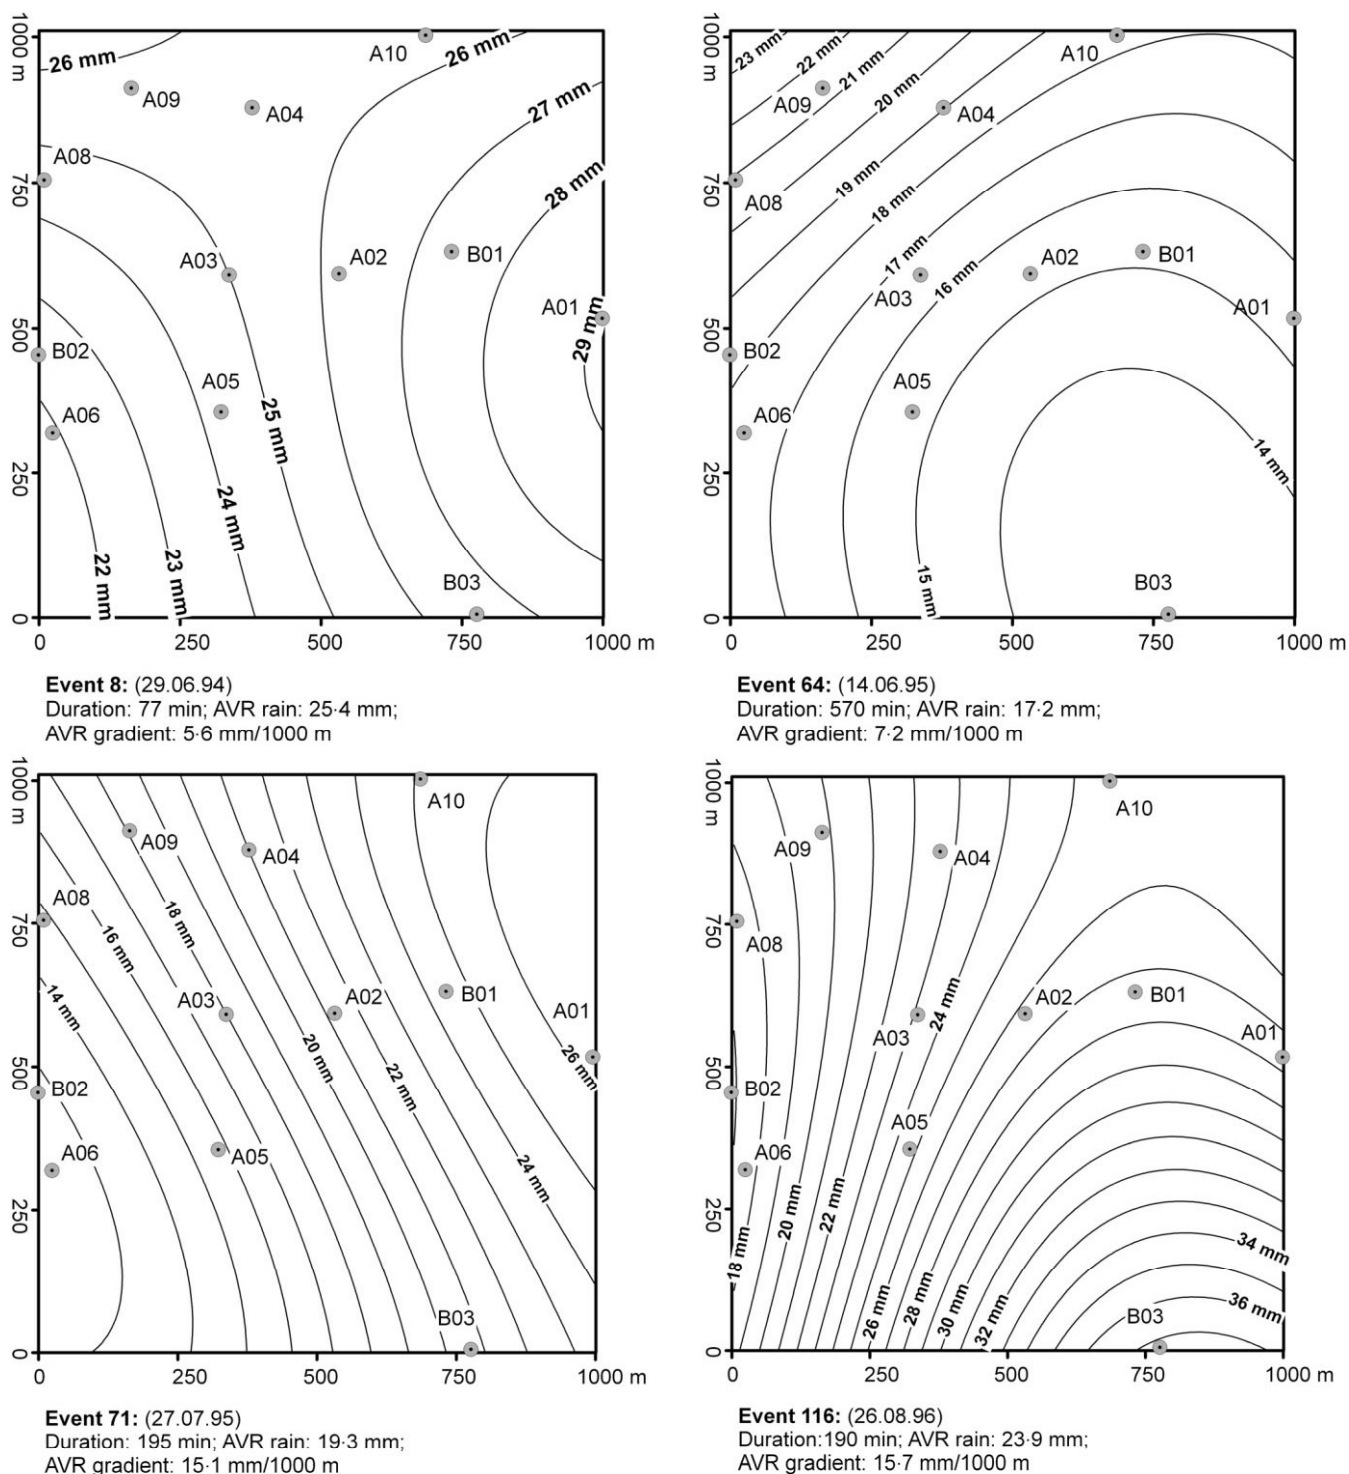 1000 m
750
500
250
0
26 mm
A10
26 mm
A09
A04
27 mm
A08
28 mm
A03
A02
B01
A01
29 mm
B02
A05
A06
25 mm
24 mm
23 mm
22 mm
B03
0
250
500
750
1000 m
Event 8: (29.06.94)
Duration: 77 min; AVR rain: 25·4 mm;
AVR gradient: 5·6 mm/1000 m
1000 m
750
500
250
0
23 mm
22 mm
21 mm
20 mm
A10
A09
A04
19 mm
18 mm
A08
17 mm
16 mm
A03
A02
B01
A01
B02
A05
A06
14 mm
15 mm
B03
0
250
500
750
1000 m
Event 64: (14.06.95)
Duration: 570 min; AVR rain: 17·2 mm;
AVR gradient: 7·2 mm/1000 m
1000 m
750
500
250
0
A10
A09
A04
A08
18 mm
16 mm
14 mm
A03
A02
B01
A01
20 mm
22 mm
26 mm
B02
A06
A05
24 mm
B03
0
250
500
750
1000 m
Event 71: (27.07.95)
Duration: 195 min; AVR rain: 19·3 mm;
AVR gradient: 15·1 mm/1000 m
1000 m
750
500
250
0
A10
A09
A04
A08
24 mm
A03
A02
B01
A01
B02
A05
A06
18 mm
20 mm
22 mm
26 mm
28 mm
30 mm
32 mm
34 mm
36 mm
B03
0
250
500
750
1000 m
Event 116: (26.08.96)
Duration:190 min; AVR rain: 23·9 mm;
AVR gradient: 15·7 mm/1000 m